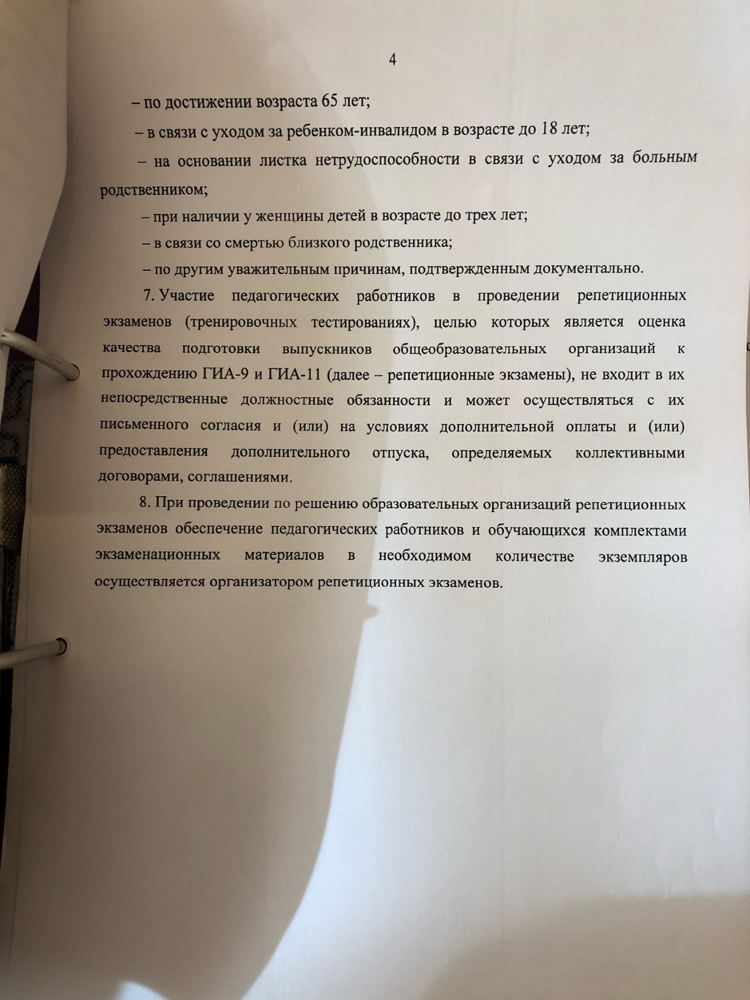 4
– по достижении возраста 65 лет;
– в связи с уходом за ребенком-инвалидом в возрасте до 18 лет;
– на основании листка нетрудоспособности в связи с уходом за больным
родственником;
– при наличии у женщины детей в возрасте до трех лет;
– в связи со смертью близкого родственника;
– по другим уважительным причинам, подтвержденным документально.
7. Участие педагогических работников в проведении репетиционных
экзаменов (тренировочных тестированиях), целью которых является оценка
качества подготовки выпускников общеобразовательных организаций к
прохождению ГИА-9 и ГИА-11 (далее – репетиционные экзамены), не входит в их
непосредственные должностные обязанности и может осуществляться с их
письменного согласия и (или) на условиях дополнительной оплаты и (или)
предоставления дополнительного отпуска, определяемых коллективными
договорами, соглашениями.
8. При проведении по решению образовательных организаций репетиционных
экзаменов обеспечение педагогических работников и обучающихся комплектами
экзаменационных материалов в необходимом количестве экземпляров
осуществляется организатором репетиционных экзаменов.